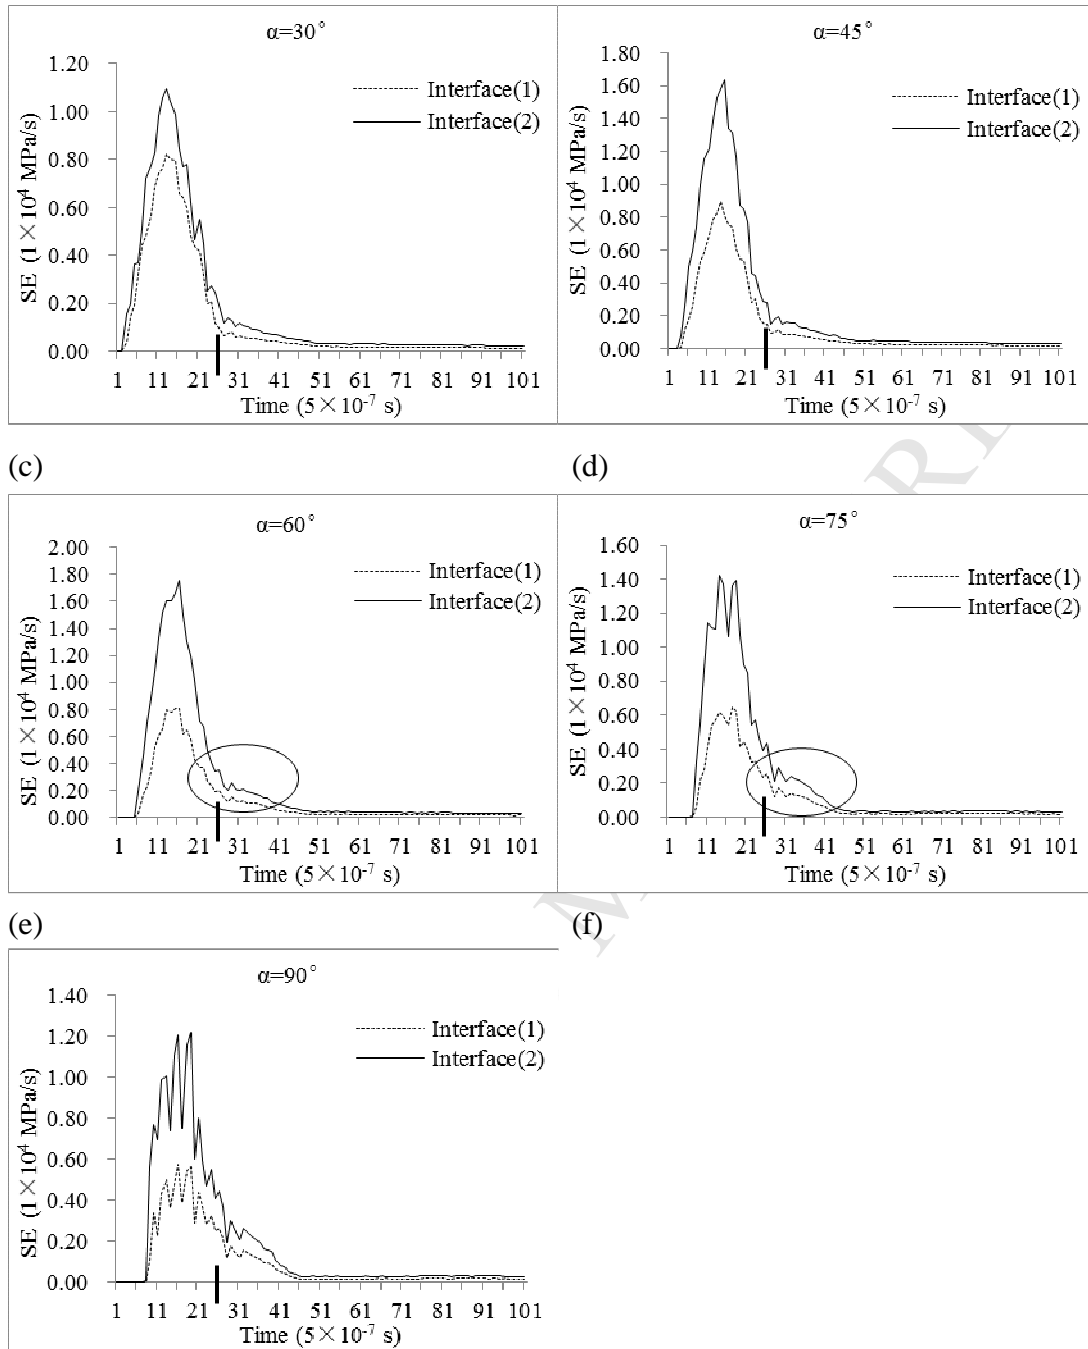 α=30°
SE (1×10⁴ MPa/s)
1.20
1.00
0.80
0.60
0.40
0.20
0.00
Interface(1)
Interface(2)
1 11 21 31 41 51 61 71 81 91 101
Time (5×10⁻⁷ s)
α=45°
SE (1×10⁴ MPa/s)
1.80
1.60
1.40
1.20
1.00
0.80
0.60
0.40
0.20
0.00
Interface(1)
Interface(2)
1 11 21 31 41 51 61 71 81 91 101
Time (5×10⁻⁷ s)
(c)
(d)
α=60°
SE (1×10⁴ MPa/s)
2.00
1.80
1.60
1.40
1.20
1.00
0.80
0.60
0.40
0.20
0.00
Interface(1)
Interface(2)
1 11 21 31 41 51 61 71 81 91 101
Time (5×10⁻⁷ s)
α=75°
SE (1×10⁴ MPa/s)
1.60
1.40
1.20
1.00
0.80
0.60
0.40
0.20
0.00
Interface(1)
Interface(2)
1 11 21 31 41 51 61 71 81 91 101
Time (5×10⁻⁷ s)
(e)
(f)
α=90°
SE (1×10⁴ MPa/s)
1.40
1.20
1.00
0.80
0.60
0.40
0.20
0.00
Interface(1)
Interface(2)
1 11 21 31 41 51 61 71 81 91 101
Time (5×10⁻⁷ s)